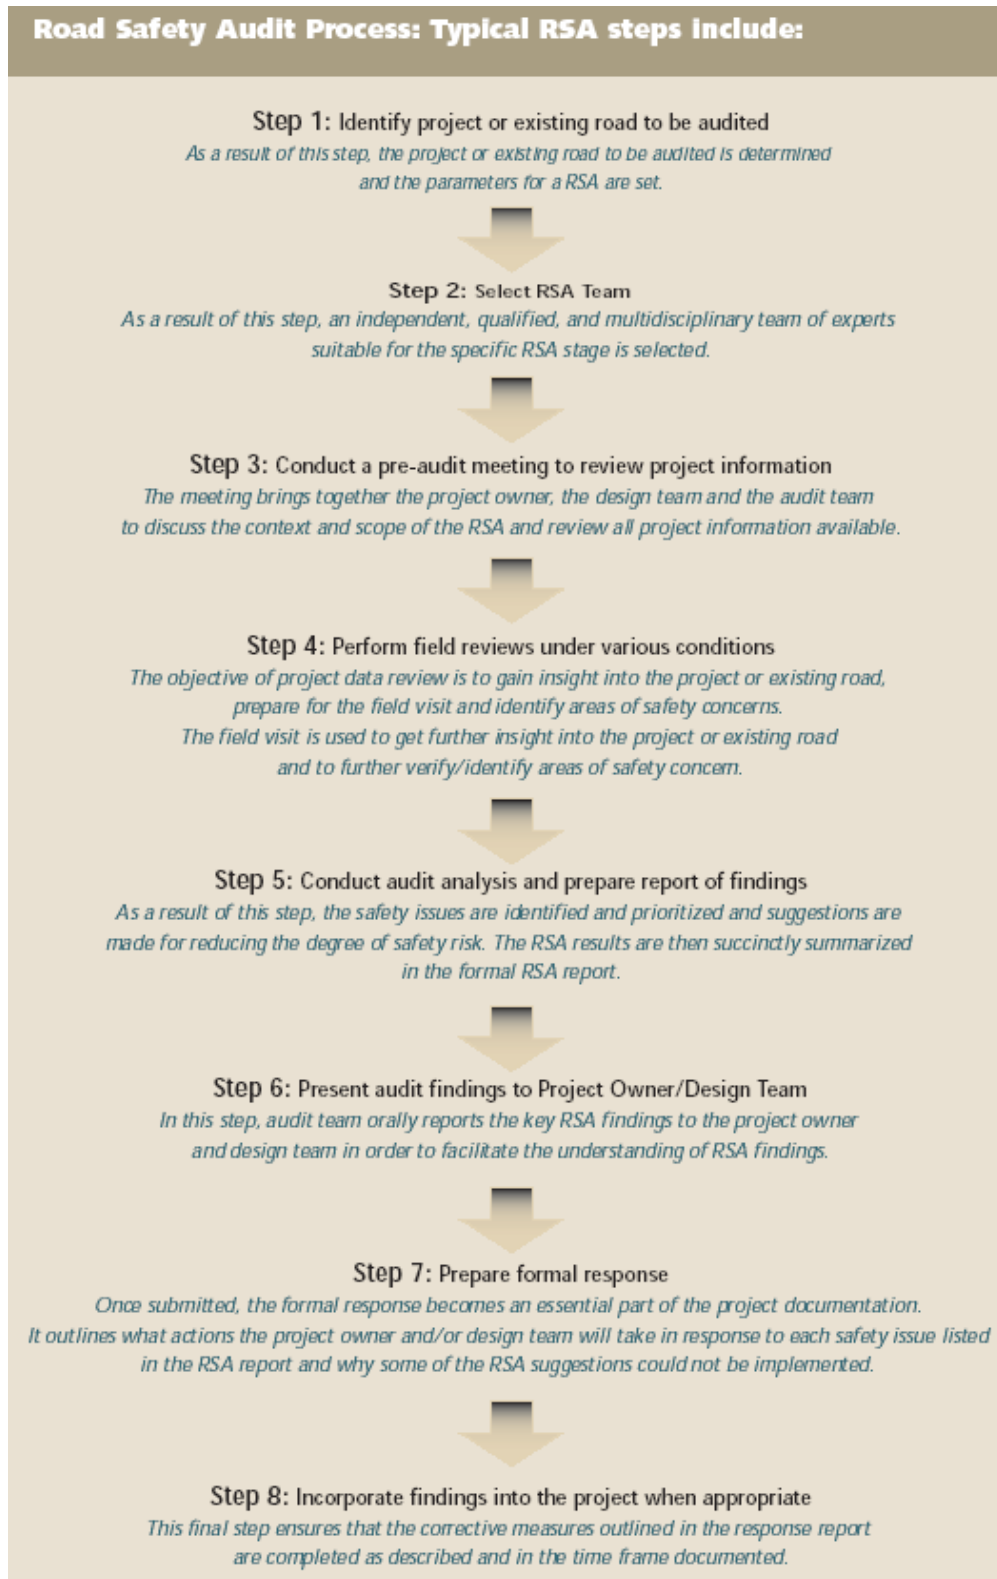 Road Safety Audit Process: Typical RSA steps include:
Step 1: Identify project or existing road to be audited
As a result of this step, the project or existing road to be audited is determined
and the parameters for a RSA are set.
Step 2: Select RSA Team
As a result of this step, an independent, qualified, and multidisciplinary team of experts
suitable for the specific RSA stage is selected.
Step 3: Conduct a pre-audit meeting to review project information
The meeting brings together the project owner, the design team and the audit team
to discuss the context and scope of the RSA and review all project information available.
Step 4: Perform field reviews under various conditions
The objective of project data review is to gain insight into the project or existing road,
prepare for the field visit and identify areas of safety concerns.
The field visit is used to get further insight into the project or existing road
and to further verify/identify areas of safety concern.
Step 5: Conduct audit analysis and prepare report of findings
As a result of this step, the safety issues are identified and prioritized and suggestions are
made for reducing the degree of safety risk. The RSA results are then succinctly summarized
in the formal RSA report.
Step 6: Present audit findings to Project Owner/Design Team
In this step, audit team orally reports the key RSA findings to the project owner
and design team in order to facilitate the understanding of RSA findings.
Step 7: Prepare formal response
Once submitted, the formal response becomes an essential part of the project documentation.
It outlines what actions the project owner and/or design team will take in response to each safety issue listed
in the RSA report and why some of the RSA suggestions could not be implemented.
Step 8: Incorporate findings into the project when appropriate
This final step ensures that the corrective measures outlined in the response report
are completed as described and in the time frame documented.